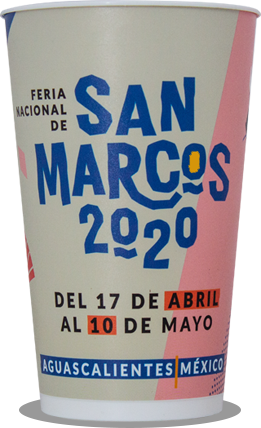 FERIA
NACIONAL
DE
SAN
MARCOS
2020
DEL 17 DE ABRIL
AL 10 DE MAYO
AGUASCALIENTES|MÉXICO